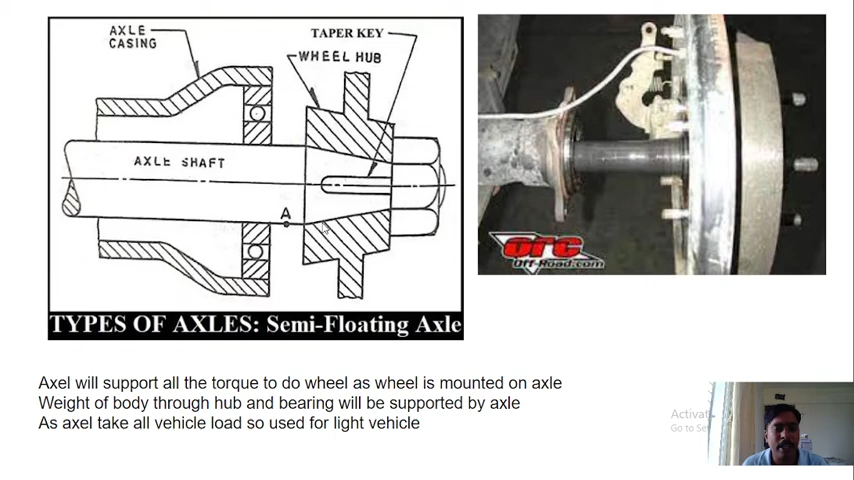 AXLE
CASING
TAPER KEY
WHEEL HUB
AXLE SHAFT
A
TYPES OF AXLES: Semi-Floating Axle
orc
Off-Road.com
Axel will support all the torque to do wheel as wheel is mounted on axle
Weight of body through hub and bearing will be supported by axle
As axel take all vehicle load so used for light vehicle
Go to